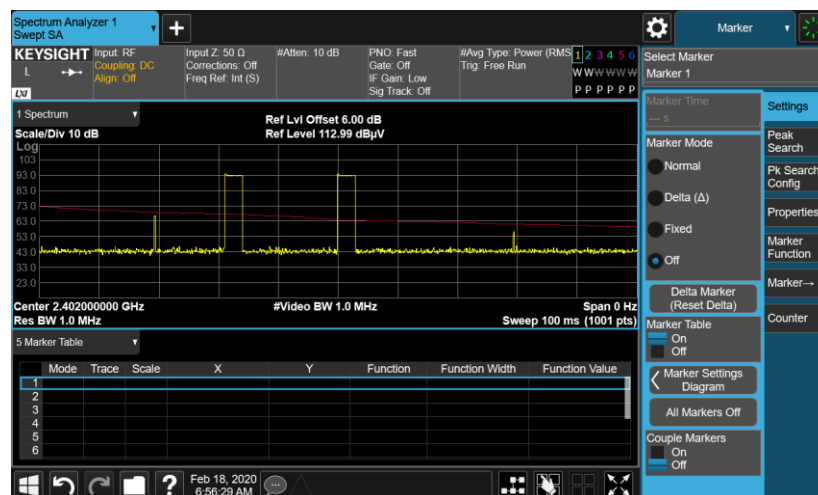 Spectrum Analyzer 1
Swept SA
+
Marker
KEYSIGHT
L
LXI
Input: RF
Coupling: DC
Align: Off
Input Z: 50 Ω
Corrections: Off
Freq Ref: Int (S)
#Atten: 10 dB
PNO: Fast
Gate: Off
IF Gain: Low
Sig Track: Off
#Avg Type: Power (RMS
Trig: Free Run
1 2 3 4 5 6
W W W W W W
P P P P P P
Select Marker
Marker 1
1 Spectrum
Scale/Div 10 dB
Ref Lvl Offset 6.00 dB
Ref Level 112.99 dBµV
Log
103
93.0
83.0
73.0
63.0
53.0
43.0
33.0
23.0
Center 2.402000000 GHz
Res BW 1.0 MHz
#Video BW 1.0 MHz
Span 0 Hz
Sweep 100 ms (1001 pts)
5 Marker Table
Mode Trace Scale X Y Function Function Width Function Value
1
2
3
4
5
6
Marker Time
--- s
Marker Mode
Normal
Delta (Δ)
Fixed
Off
Delta Marker
(Reset Delta)
Marker Table
On
Off
Marker Settings
Diagram
All Markers Off
Couple Markers
On
Off
Settings
Peak
Search
Pk Search
Config
Properties
Marker
Function
Marker→
Counter
?
Feb 18, 2020
6:56:29 AM